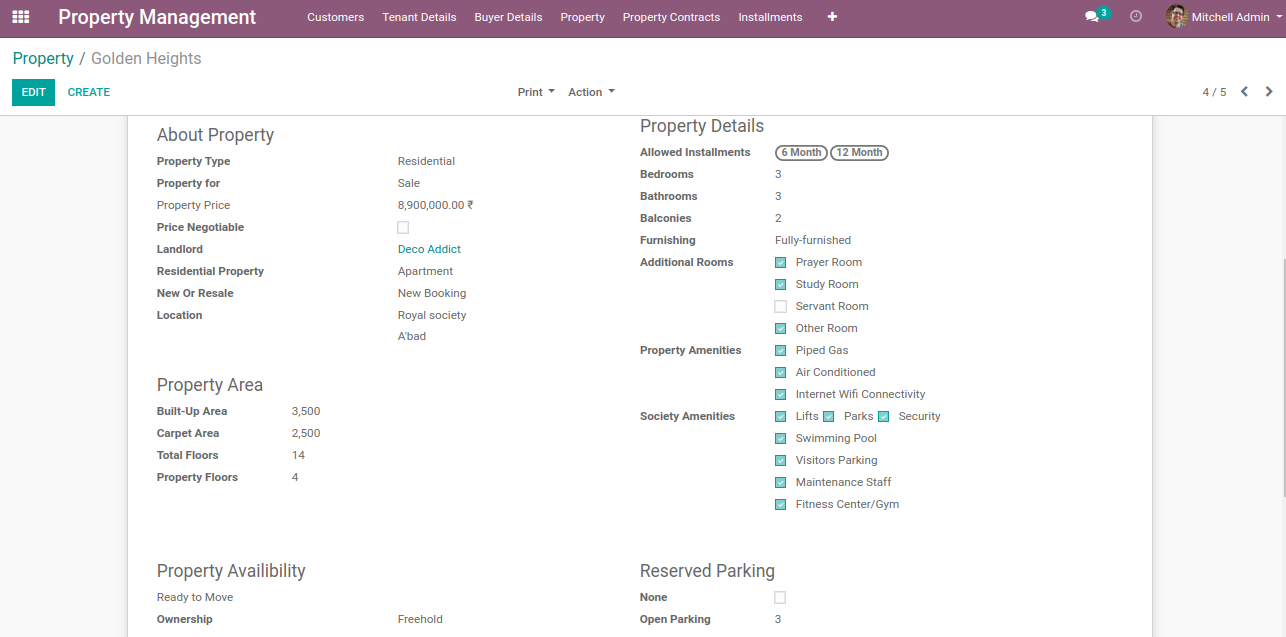 Property Management
Customers Tenant Details Buyer Details Property Property Contracts Installments + 3 Mitchell Admin
Property / Golden Heights
EDIT CREATE Print Action 4 / 5
About Property
Property Type Residential
Property for Sale
Property Price 8,900,000.00 ₹
Price Negotiable
Landlord Deco Addict
Residential Property Apartment
New Or Resale New Booking
Location Royal society
A'bad
Property Area
Built-Up Area 3,500
Carpet Area 2,500
Total Floors 14
Property Floors 4
Property Availibility
Ready to Move
Ownership Freehold
Property Details
Allowed Installments 6 Month 12 Month
Bedrooms 3
Bathrooms 3
Balconies 2
Furnishing Fully-furnished
Additional Rooms Prayer Room
Study Room
Servant Room
Other Room
Property Amenities Piped Gas
Air Conditioned
Internet Wifi Connectivity
Society Amenities Lifts Parks Security
Swimming Pool
Visitors Parking
Maintenance Staff
Fitness Center/Gym
Reserved Parking
None
Open Parking 3